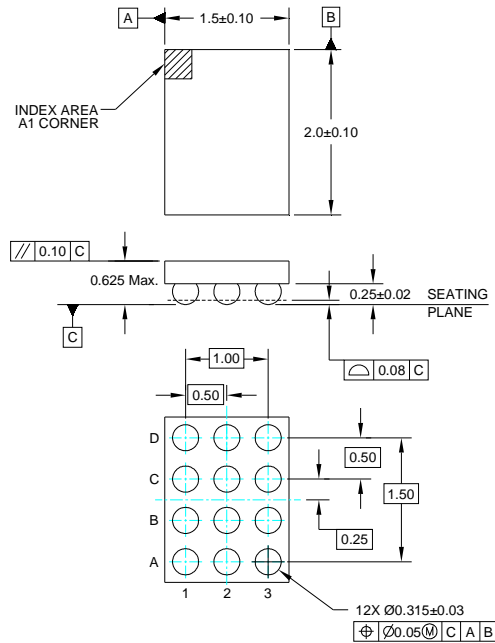 A
1.5±0.10
B
INDEX AREA
A1 CORNER
2.0±0.10
// 0.10 C
0.625 Max.
0.25±0.02
SEATING
PLANE
C
⌓ 0.08 C
1.00
0.50
D
C
B
A
0.50
1.50
0.25
1 2 3
12X Ø0.315±0.03
⌖ Ø0.05Ⓜ C A B